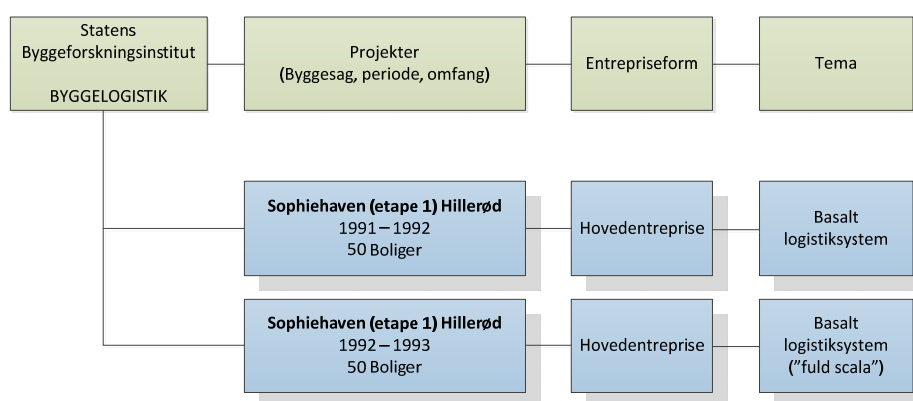 Statens
Byggeforskningsinstitut
BYGGELOGISTIK
Projekter
(Byggesag, periode, omfang)
Entrepriseform
Tema
Sophiehaven (etape 1) Hillerød
1991–1992
50 Boliger
Hovedentreprise
Basalt
logistiksystem
Sophiehaven (etape 1) Hillerød
1992–1993
50 Boliger
Hovedentreprise
Basalt
logistiksystem
(”fuld scala”)